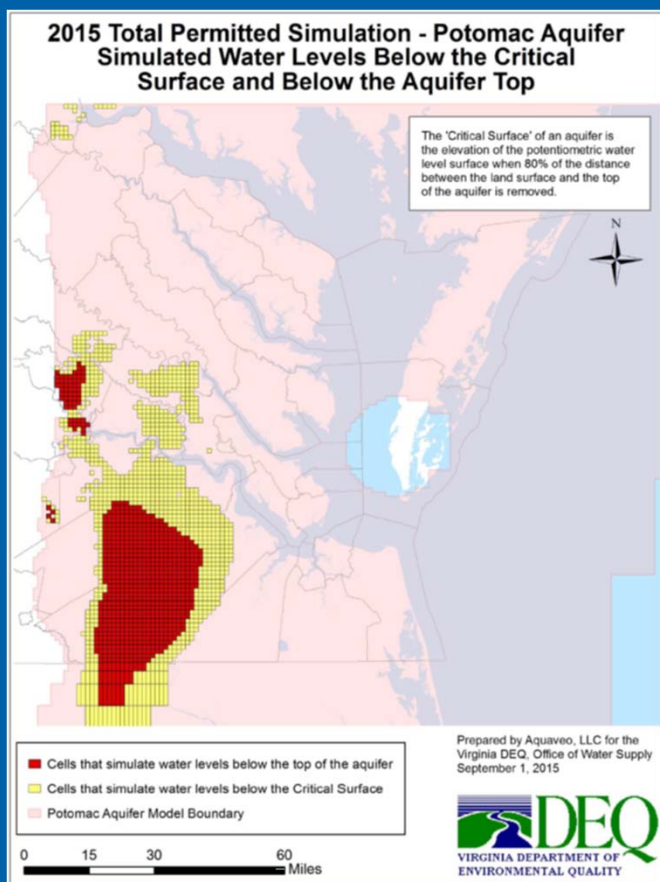 2015 Total Permitted Simulation - Potomac Aquifer
Simulated Water Levels Below the Critical
Surface and Below the Aquifer Top
The 'Critical Surface' of an aquifer is
the elevation of the potentiometric water
level surface when 80% of the distance
between the land surface and the top
of the aquifer is removed.
N
Cells that simulate water levels below the top of the aquifer
Cells that simulate water levels below the Critical Surface
Potomac Aquifer Model Boundary
0 15 30 60
Miles
Prepared by Aquaveo, LLC for the
Virginia DEQ, Office of Water Supply
September 1, 2015
DEQ
VIRGINIA DEPARTMENT OF
ENVIRONMENTAL QUALITY